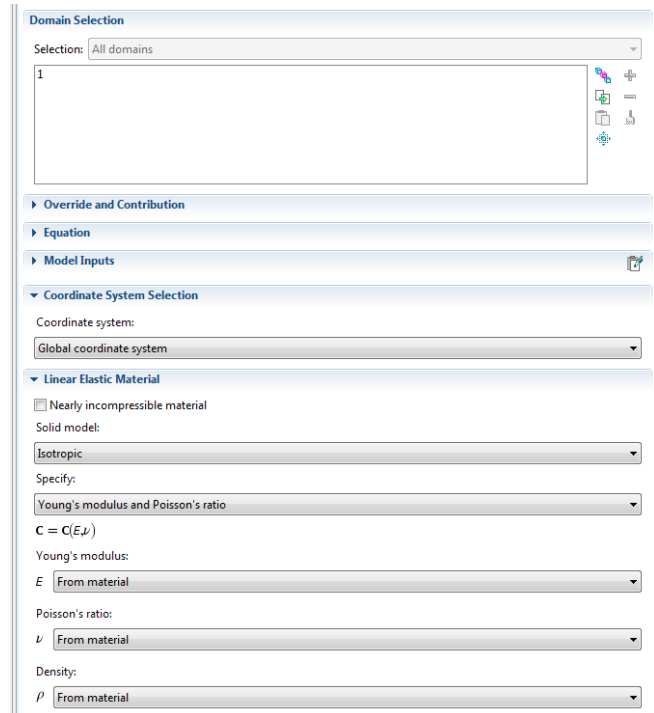 Domain Selection
Selection: All domains
1
Override and Contribution
Equation
Model Inputs
Coordinate System Selection
Coordinate system:
Global coordinate system
Linear Elastic Material
Nearly incompressible material
Solid model:
Isotropic
Specify:
Young's modulus and Poisson's ratio
C = C(E,ν)
Young's modulus:
E From material
Poisson's ratio:
ν From material
Density:
ρ From material